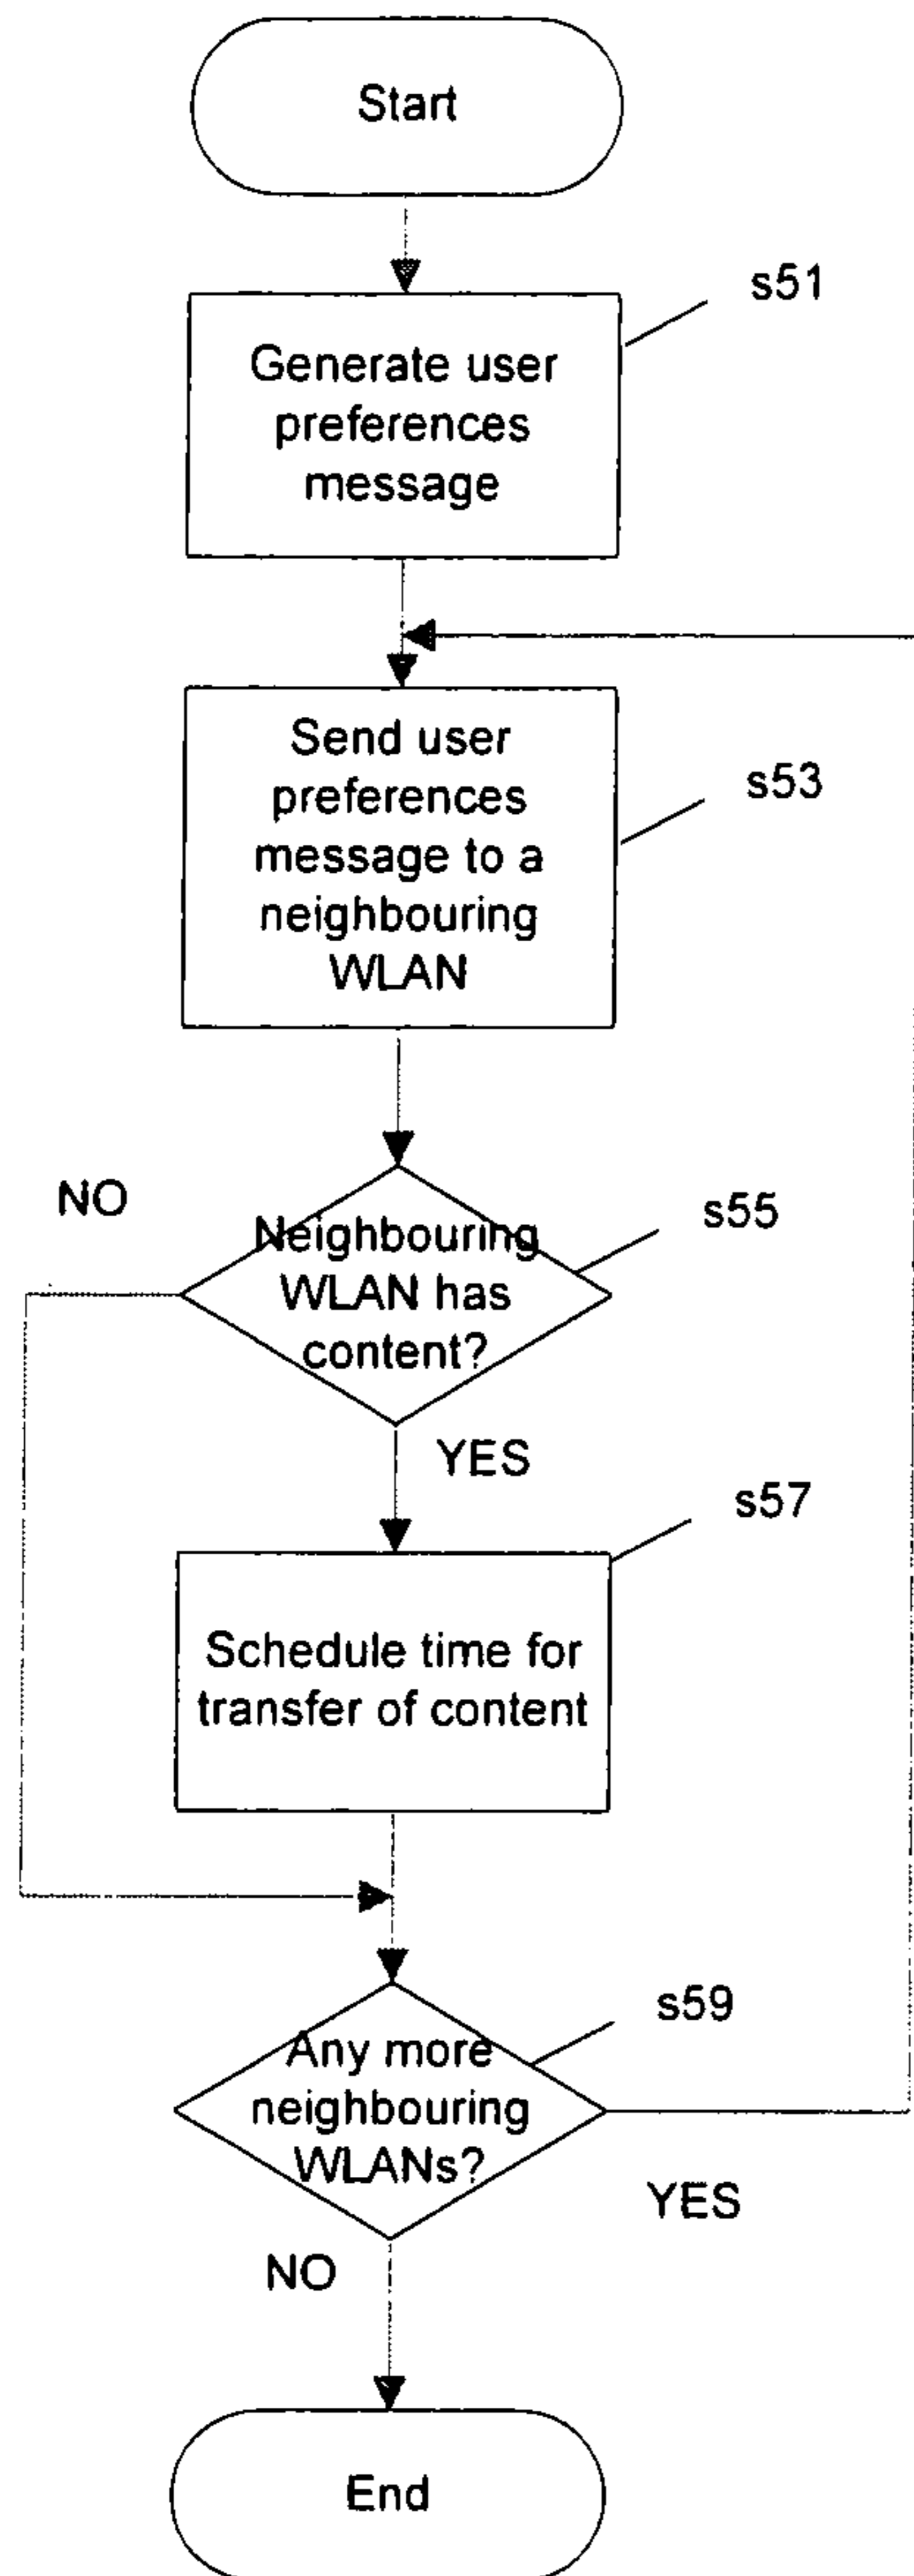 Start
s51
Generate user
preferences
message
Send user
preferences
message to a
neighbouring
WLAN
s53
NO
Neighbouring
WLAN has
content?
s55
YES
s57
Schedule time for
transfer of content
s59
Any more
neighbouring
WLANs?
YES
NO
End